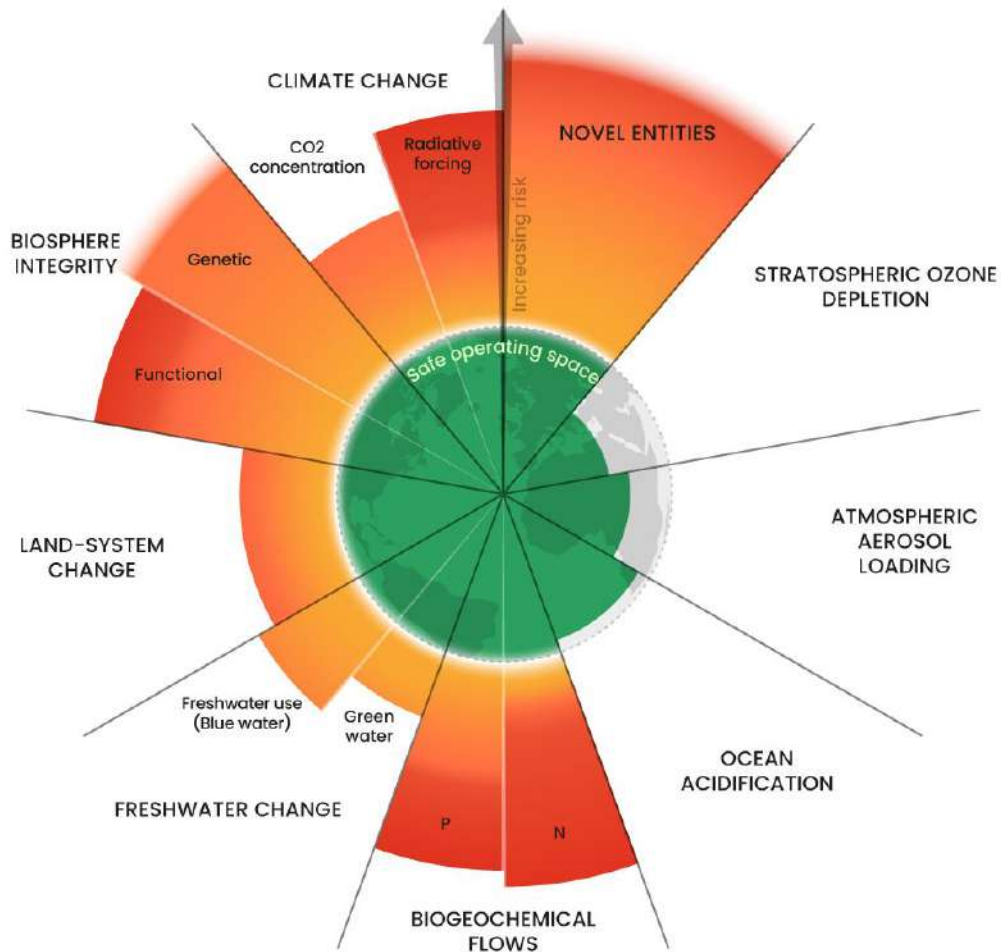 CLIMATE CHANGE
CO2
concentration
Radiative
forcing
NOVEL ENTITIES
Increasing risk
BIOSPHERE
INTEGRITY
Genetic
Functional
STRATOSPHERIC OZONE
DEPLETION
Safe operating space
LAND-SYSTEM
CHANGE
ATMOSPHERIC
AEROSOL
LOADING
Freshwater use
(Blue water)
Green
water
FRESHWATER CHANGE
OCEAN
ACIDIFICATION
P
N
BIOGEOCHEMICAL
FLOWS